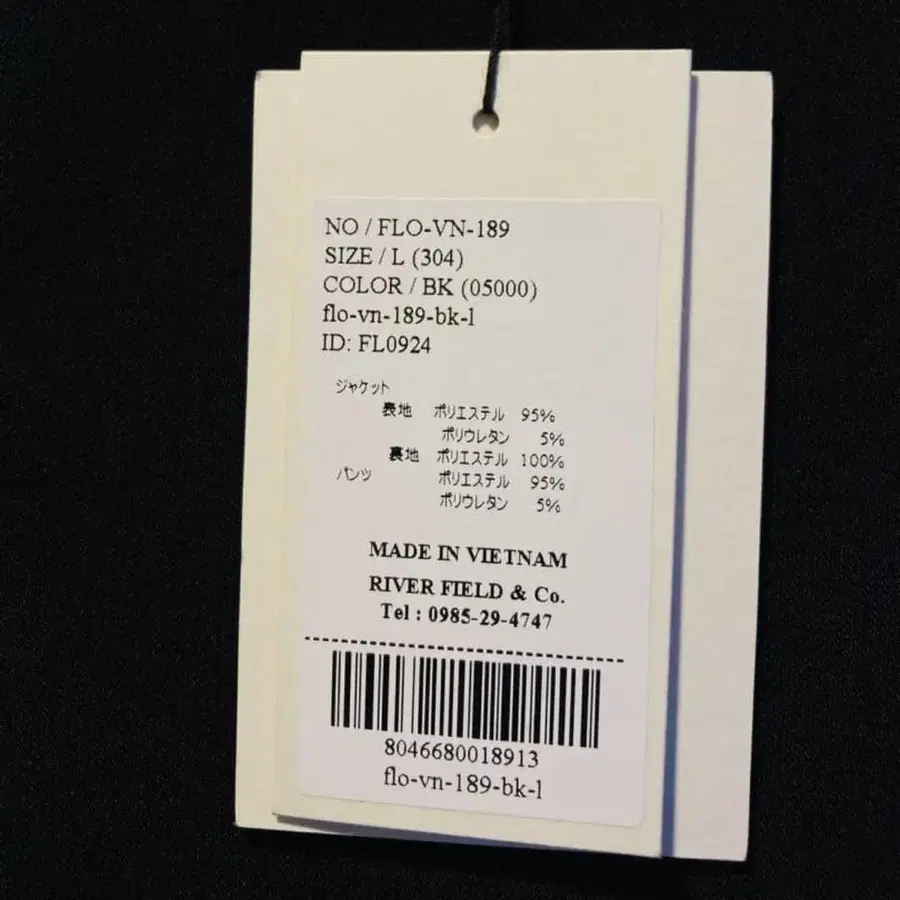 NO / FLO-VN-189
SIZE / L (304)
COLOR / BK (05000)
flo-vn-189-bk-l
ID: FL0924
ジャケット
表地 ポリエステル 95%
ポリウレタン 5%
裏地 ポリエステル 100%
パンツ ポリエステル 95%
ポリウレタン 5%
MADE IN VIETNAM
RIVER FIELD & Co.
Tel : 0985-29-4747
8046680018913
flo-vn-189-bk-l